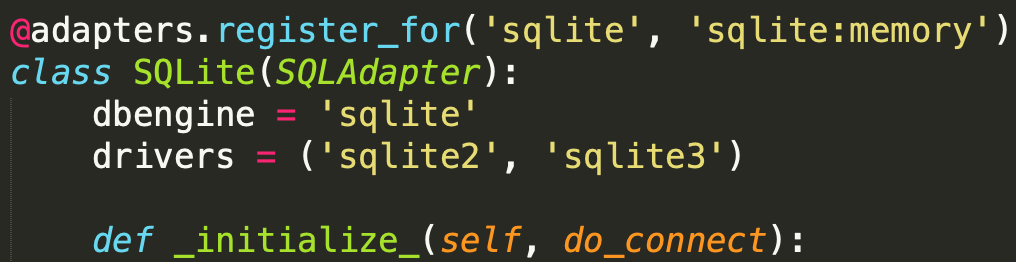 @adapters.register_for('sqlite', 'sqlite:memory')
class SQLite(SQLAdapter):
    dbengine = 'sqlite'
    drivers = ('sqlite2', 'sqlite3')

    def _initialize_(self, do_connect):